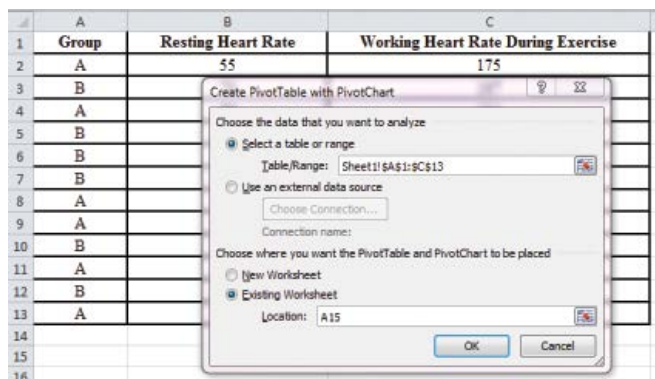 A B C
1 Group Resting Heart Rate Working Heart Rate During Exercise
2 A 55 175
3 B
4 A
5 B
6 B
7 B
8 A
9 A
10 B
11 A
12 B
13 A
14
15
16
Create PivotTable with PivotChart
Choose the data that you want to analyze
Select a table or range
Table/Range: Sheet1!$A$1:$C$13
Use an external data source
Choose Connection...
Connection name:
Choose where you want the PivotTable and PivotChart to be placed
New Worksheet
Existing Worksheet
Location: A15
OK Cancel